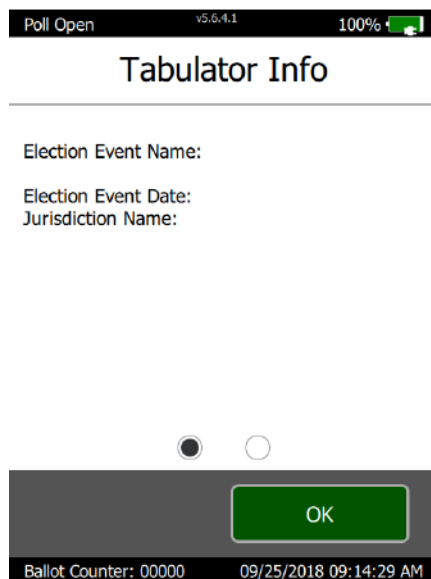 Poll Open v5.6.4.1 100%
Tabulator Info
Election Event Name:
Election Event Date:
Jurisdiction Name:
OK
Ballot Counter: 00000 09/25/2018 09:14:29 AM